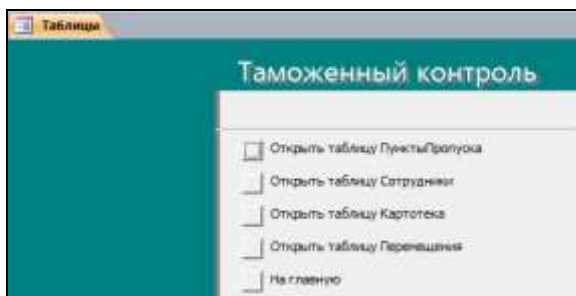 Таблицы
Таможенный контроль
Открыть таблицу ПунктыПропуска
Открыть таблицу Сотрудники
Открыть таблицу Картотека
Открыть таблицу Перемещения
На главную